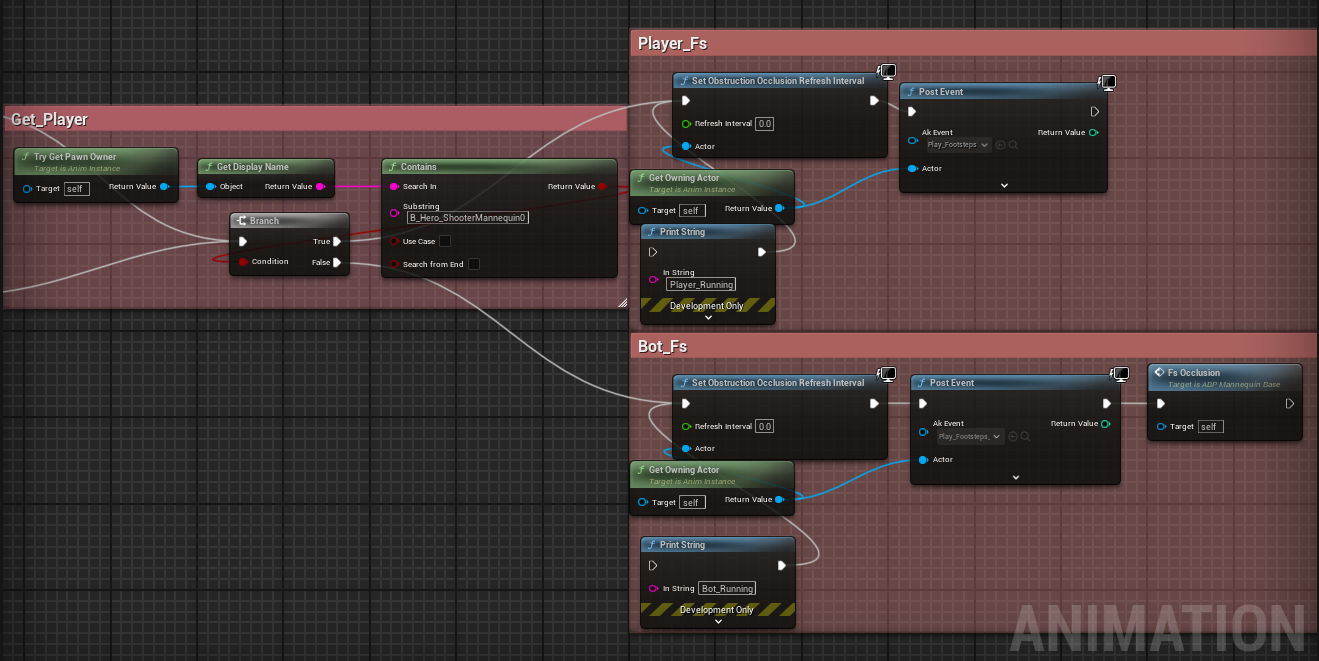 Player_Fs
Set Obstruction Occlusion Refresh Interval
Refresh Interval 0.0
Actor
Post Event
Ak Event
Play_Footsteps
Return Value
Actor
Get_Player
Try Get Pawn Owner
Target is Anim Instance
Target self Return Value
Get Display Name
Object Return Value
Contains
Search In Return Value
Substring
B_Hero_ShooterMannequin0
Use Case
Search from End
Branch
True
Condition False
Get Owning Actor
Target is Anim Instance
Target self Return Value
Print String
In String
Player_Running
Development Only
Bot_Fs
Set Obstruction Occlusion Refresh Interval
Refresh Interval 0.0
Actor
Post Event
Ak Event
Play_Footsteps_
Return Value
Actor
Fs Occlusion
Target is ABP Mannequin Base
Target self
Get Owning Actor
Target is Anim Instance
Target self Return Value
Print String
In String Bot_Running
Development Only
ANIMATION